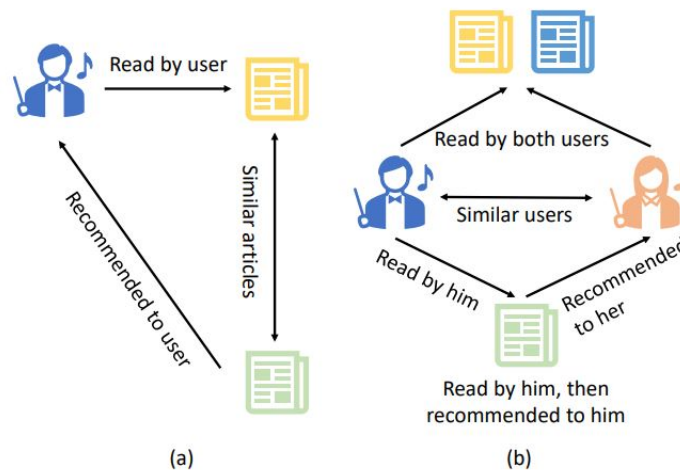 Read by user
Similar articles
Recommended to user
(a)
Read by both users
Similar users
Read by him
Recommended
to her
Read by him, then
recommended to him
(b)